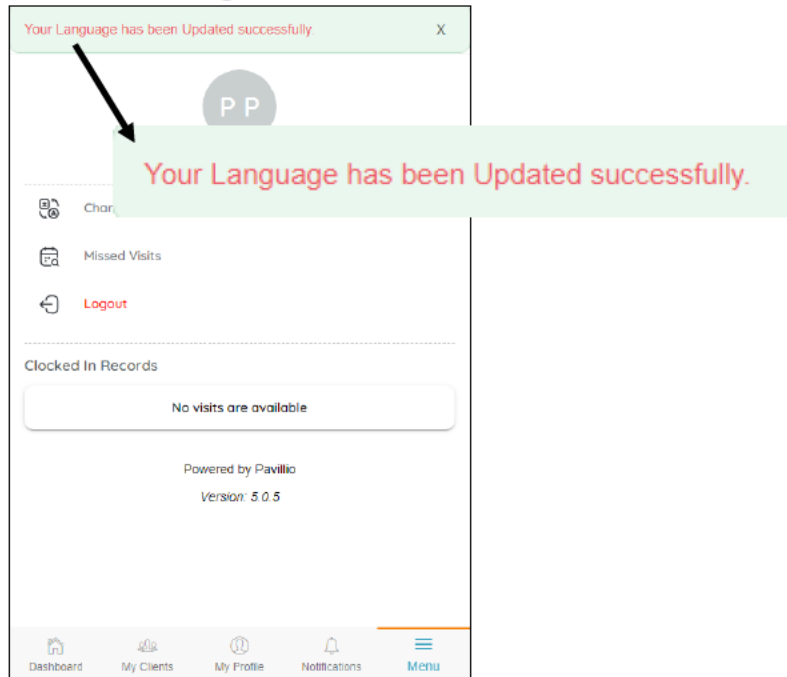 Your Language has been Updated successfully. X
P P
Your Language has been Updated successfully.
Missed Visits
Logout
Clocked In Records
No visits are available
Powered by Pavillio
Version: 5.0.5
Dashboard My Clients My Profile Notifications Menu